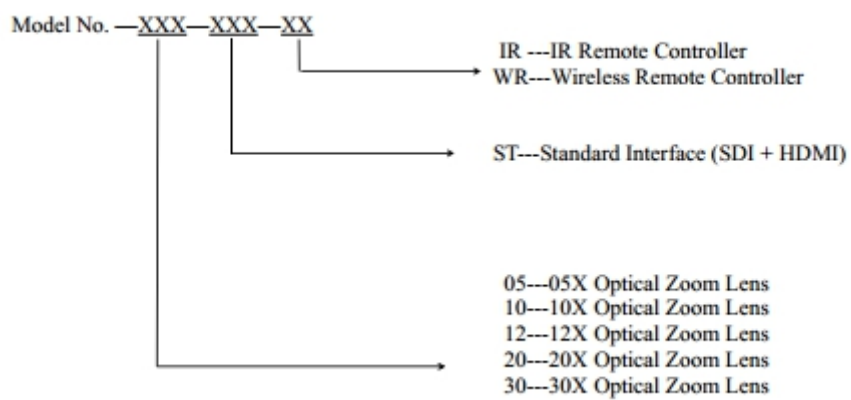 Model No. —XXX—XXX—XX
IR ---IR Remote Controller
WR---Wireless Remote Controller
ST---Standard Interface (SDI + HDMI)
05---05X Optical Zoom Lens
10---10X Optical Zoom Lens
12---12X Optical Zoom Lens
20---20X Optical Zoom Lens
30---30X Optical Zoom Lens